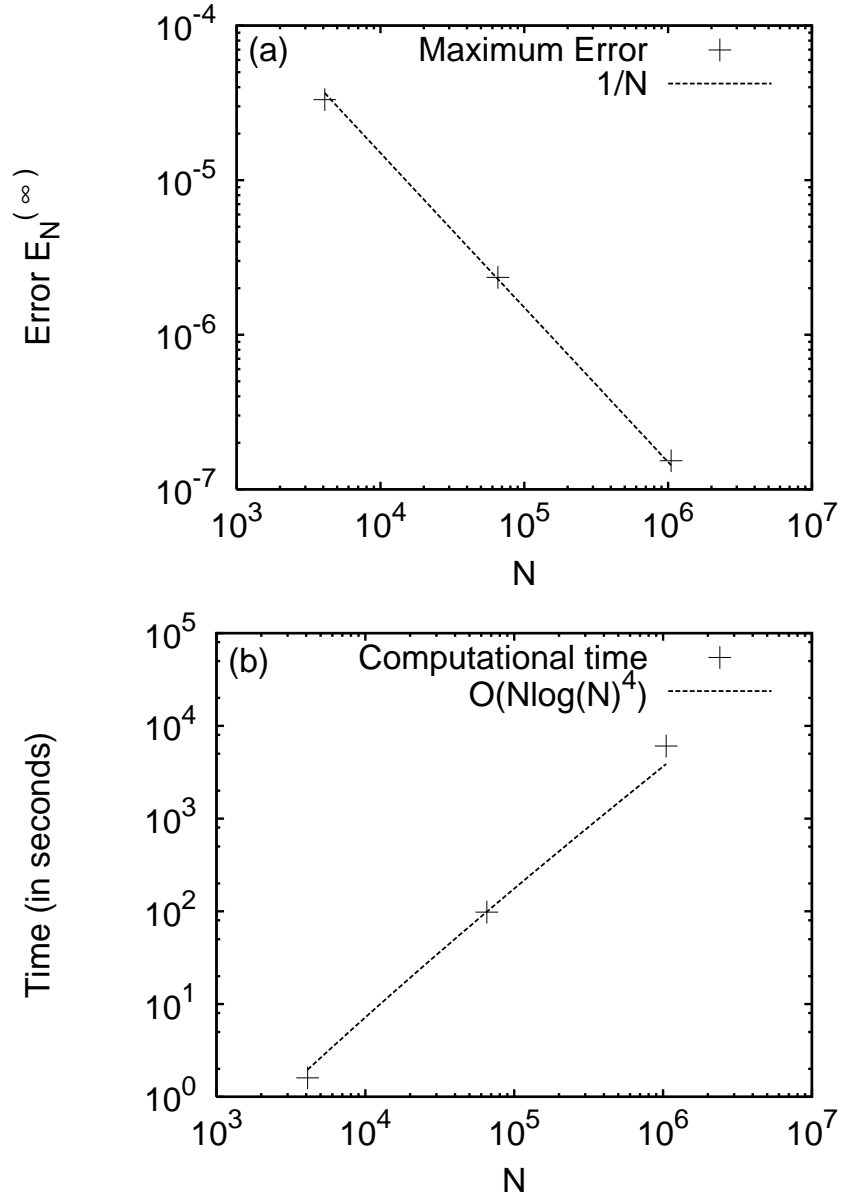 (a)
Maximum Error
1/N
10^-4
10^-5
10^-6
10^-7
Error E_N^(∞)
10^3 10^4 10^5 10^6 10^7
N
(b)
Computational time
O(Nlog(N)^4)
10^5
10^4
10^3
10^2
10^1
10^0
Time (in seconds)
10^3 10^4 10^5 10^6 10^7
N